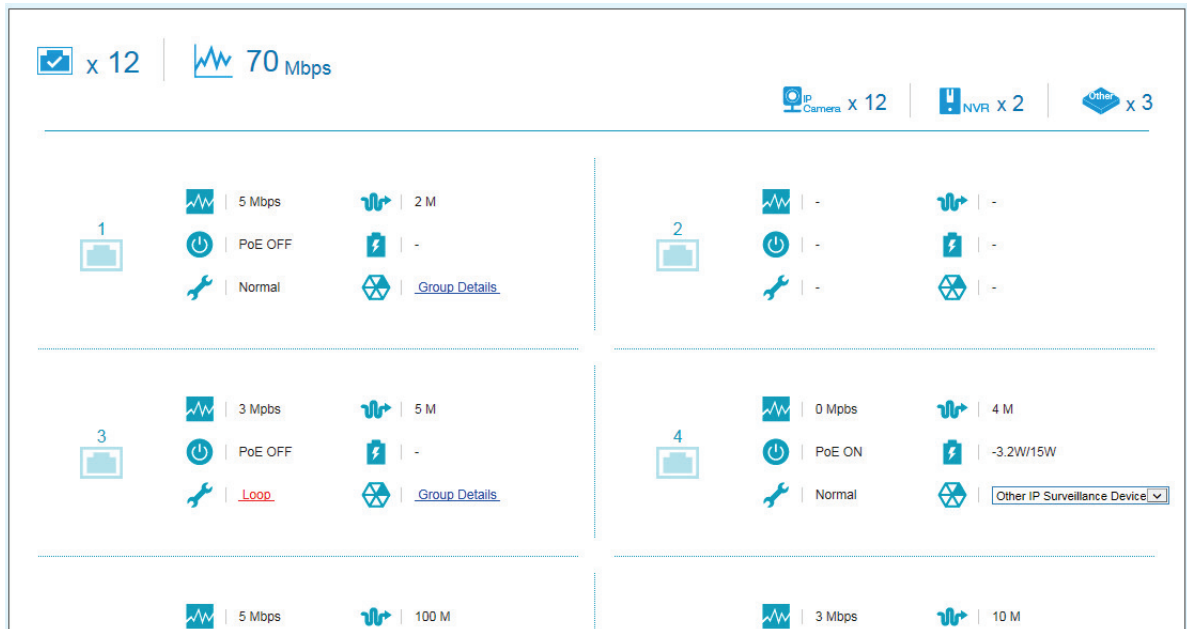 x 12 70 Mbps
IP Camera x 12 NVR x 2 Other x 3
1
5 Mbps 2 M
PoE OFF -
Normal Group Details
2
- -
- -
- -
3
3 Mpbs 5 M
PoE OFF -
Loop Group Details
4
0 Mpbs 4 M
PoE ON -3.2W/15W
Normal Other IP Surveillance Device
5 Mbps 100 M
3 Mbps 10 M